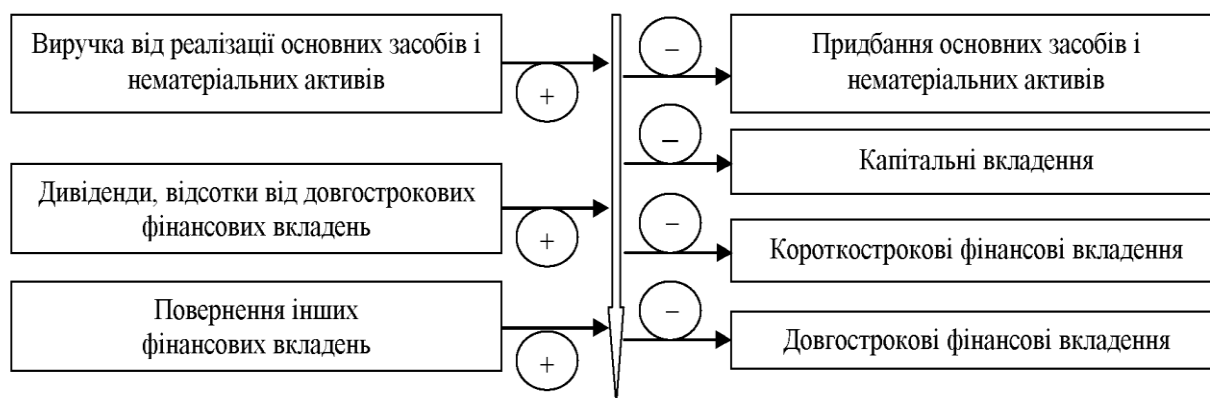 Виручка від реалізації основних засобів і
нематеріальних активів
+
Дивіденди, відсотки від довгострокових
фінансових вкладень
+
Повернення інших
фінансових вкладень
+
–
Придбання основних засобів і
нематеріальних активів
–
Капітальні вкладення
–
Короткострокові фінансові вкладення
–
Довгострокові фінансові вкладення